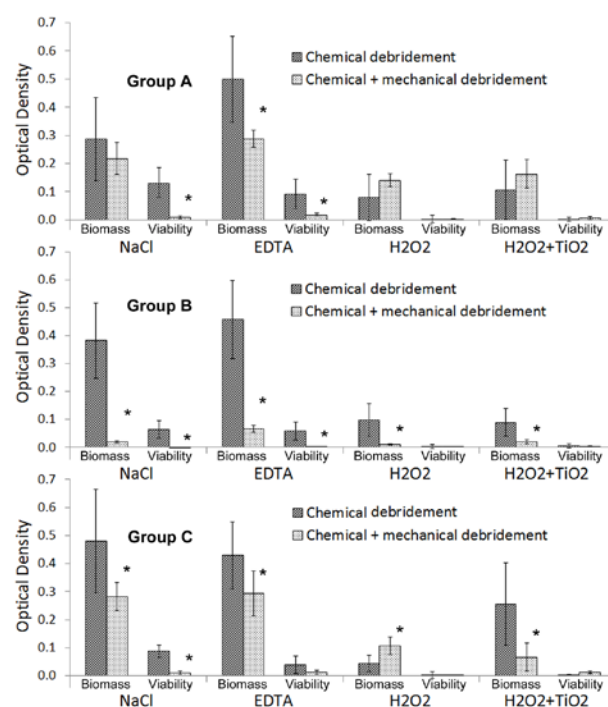 0.7
0.6
0.5
0.4
0.3
0.2
0.1
0.0
Optical Density
Group A
Chemical debridement
Chemical + mechanical debridement
* * *
Biomass Viability Biomass Viability Biomass Viability Biomass Viability
NaCl EDTA H2O2 H2O2+TiO2
0.7
0.6
0.5
0.4
0.3
0.2
0.1
0.0
Optical Density
Group B
Chemical debridement
Chemical + mechanical debridement
* * * * * *
Biomass Viability Biomass Viability Biomass Viability Biomass Viability
NaCl EDTA H2O2 H2O2+TiO2
0.7
0.6
0.5
0.4
0.3
0.2
0.1
0.0
Optical Density
Group C
Chemical debridement
Chemical + mechanical debridement
* * * * *
Biomass Viability Biomass Viability Biomass Viability Biomass Viability
NaCl EDTA H2O2 H2O2+TiO2